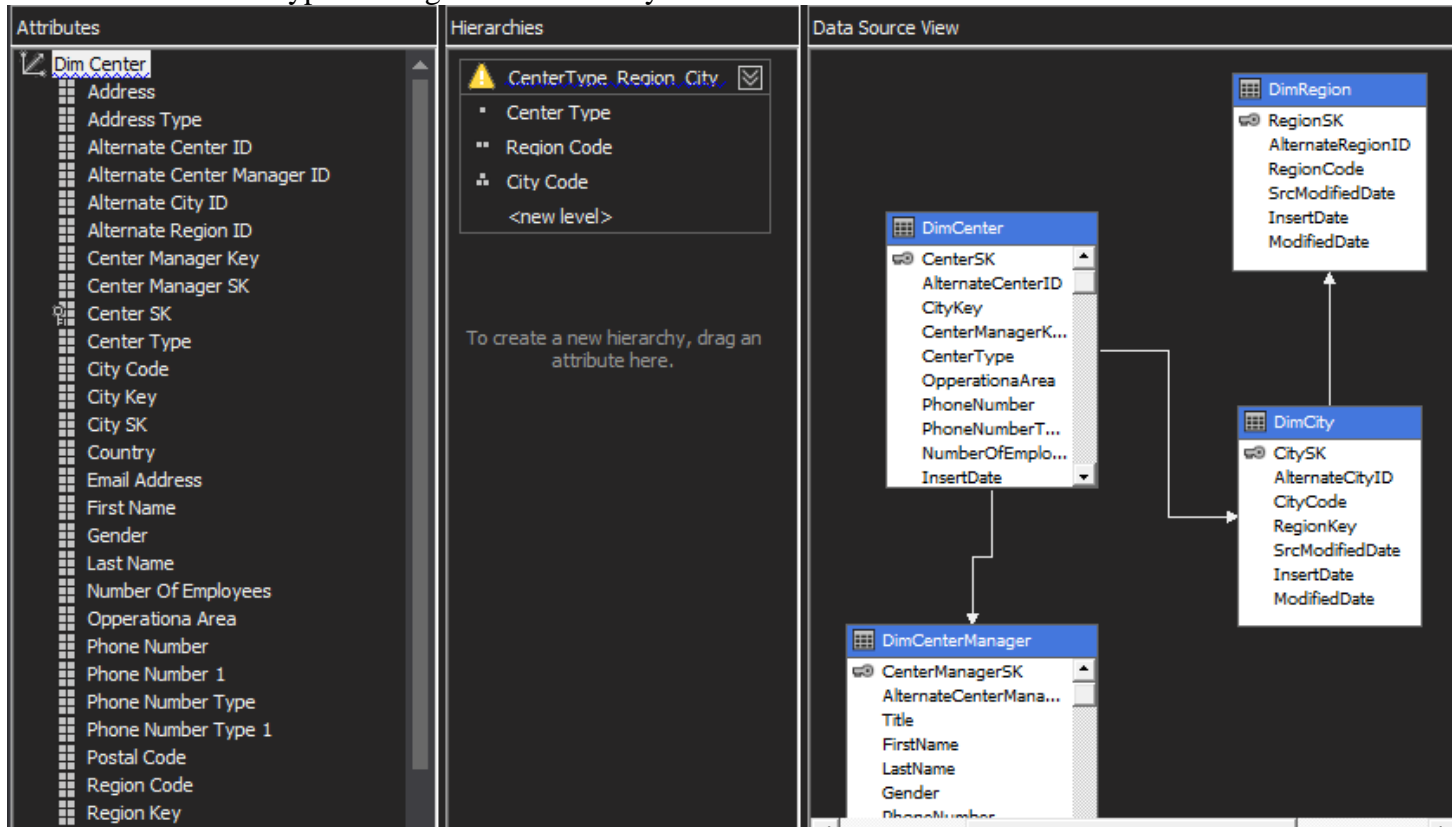 Attributes
Dim Center
Address
Address Type
Alternate Center ID
Alternate Center Manager ID
Alternate City ID
Alternate Region ID
Center Manager Key
Center Manager SK
Center SK
Center Type
City Code
City Key
City SK
Country
Email Address
First Name
Gender
Last Name
Number Of Employees
Opperationa Area
Phone Number
Phone Number 1
Phone Number Type
Phone Number Type 1
Postal Code
Region Code
Region Key
Hierarchies
CenterType Region City
Center Type
Region Code
City Code
<new level>
To create a new hierarchy, drag an
attribute here.
Data Source View
DimRegion
RegionSK
AlternateRegionID
RegionCode
SrcModifiedDate
InsertDate
ModifiedDate
DimCenter
CenterSK
AlternateCenterID
CityKey
CenterManagerK...
CenterType
OpperationaArea
PhoneNumber
PhoneNumberT...
NumberOfEmplo...
InsertDate
DimCity
CitySK
AlternateCityID
CityCode
RegionKey
SrcModifiedDate
InsertDate
ModifiedDate
DimCenterManager
CenterManagerSK
AlternateCenterMana...
Title
FirstName
LastName
Gender
PhoneNumber